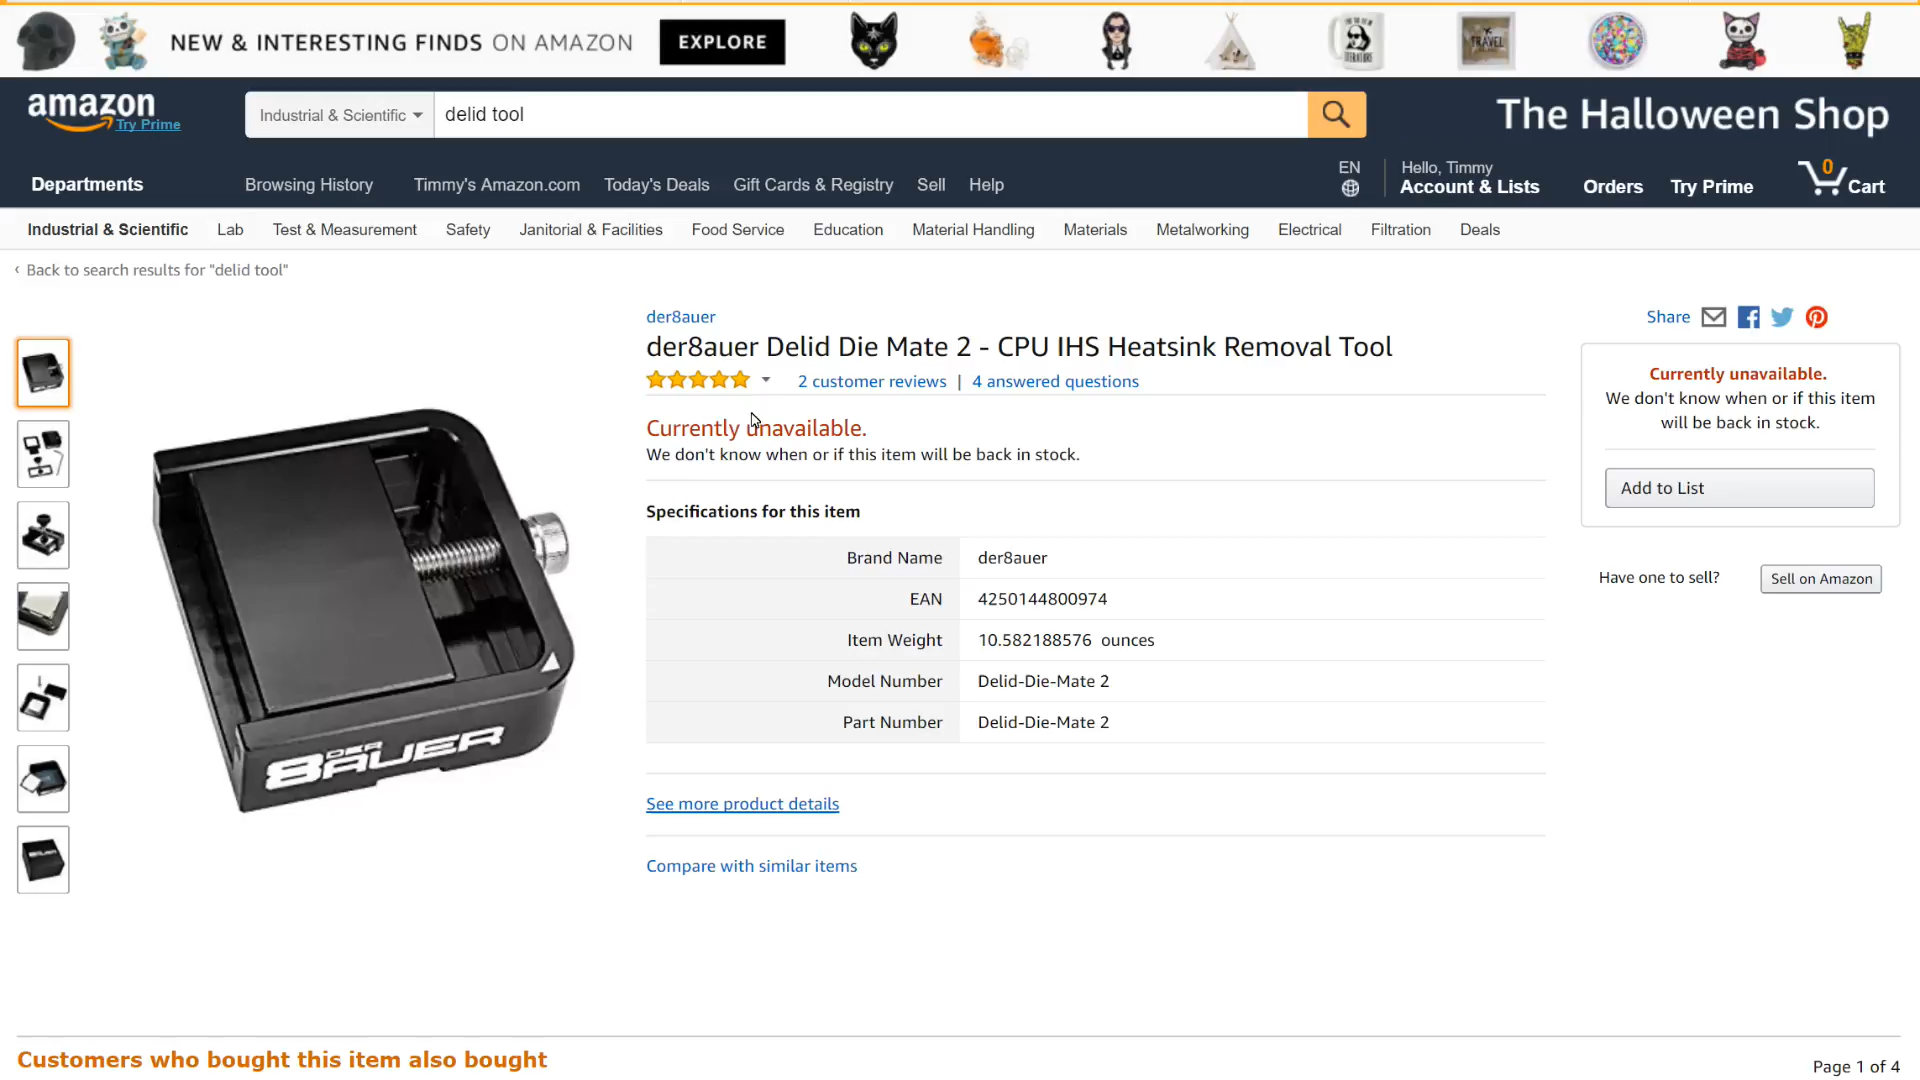 NEW & INTERESTING FINDS ON AMAZON
EXPLORE
TRAVEL
amazon
Try Prime
Industrial & Scientific
delid tool
The Halloween Shop
Departments
Browsing History
Timmy's Amazon.com
Today's Deals
Gift Cards & Registry
Sell
Help
EN
Hello, Timmy
Account & Lists
Orders
Try Prime
0
Cart
Industrial & Scientific
Lab
Test & Measurement
Safety
Janitorial & Facilities
Food Service
Education
Material Handling
Materials
Metalworking
Electrical
Filtration
Deals
‹ Back to search results for "delid tool"
der8auer
der8auer Delid Die Mate 2 - CPU IHS Heatsink Removal Tool
2 customer reviews | 4 answered questions
Currently unavailable.
We don't know when or if this item will be back in stock.
Specifications for this item
Brand Name der8auer
EAN 4250144800974
Item Weight 10.582188576 ounces
Model Number Delid-Die-Mate 2
Part Number Delid-Die-Mate 2
See more product details
Compare with similar items
DER
8AUER
Share
Currently unavailable.
We don't know when or if this item
will be back in stock.
Add to List
Have one to sell?
Sell on Amazon
Customers who bought this item also bought
Page 1 of 4